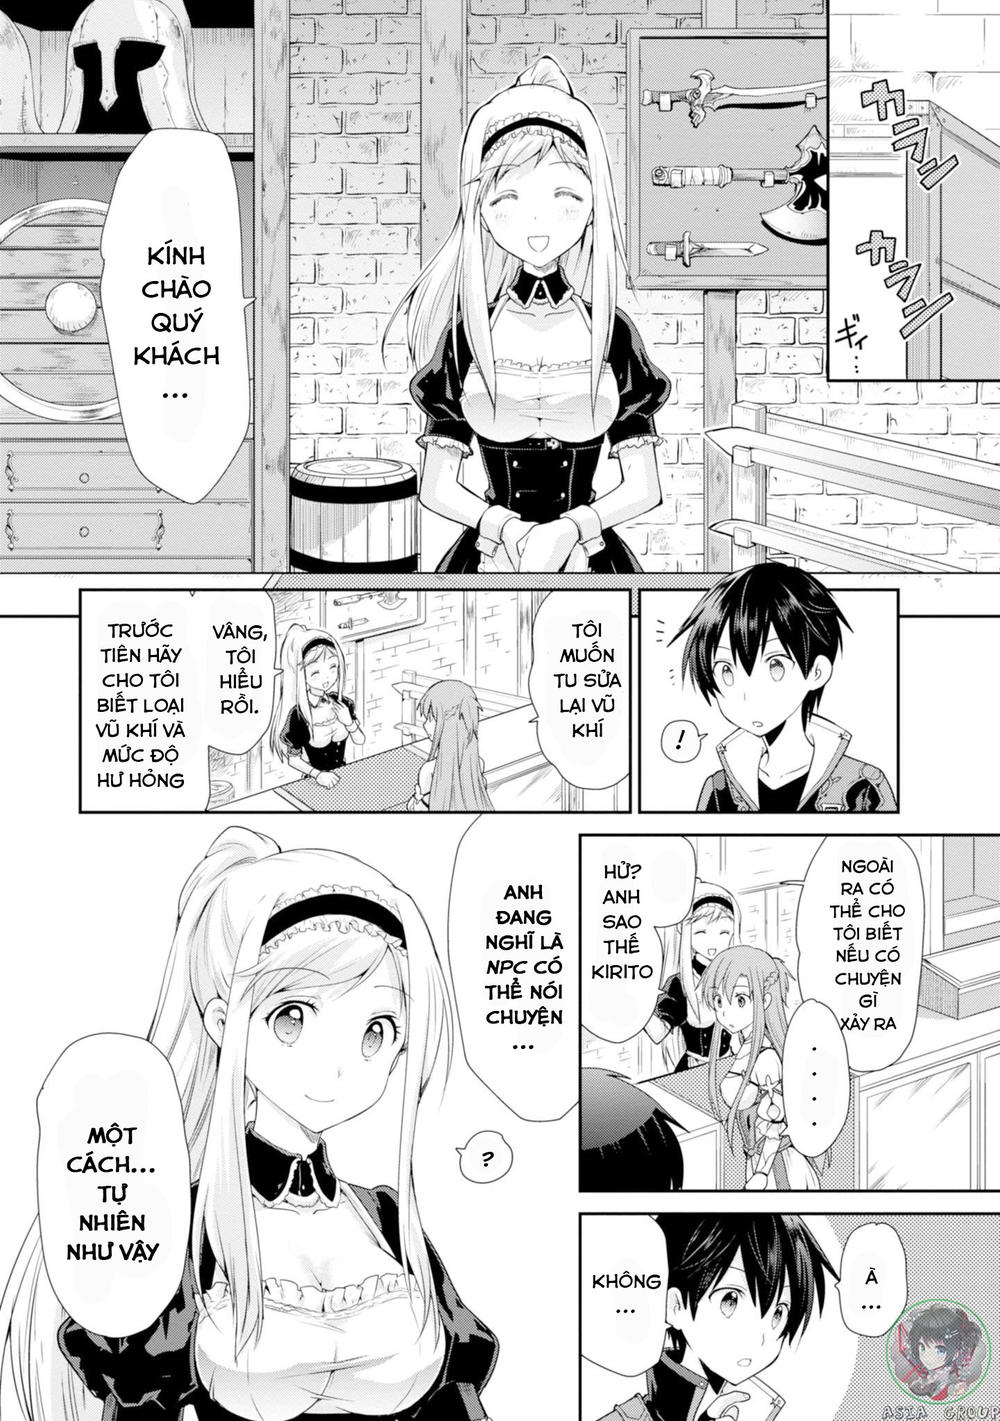 カラン
カラン
ギィ…
KÍNH
CHÀO
QUÝ
KHÁCH
...
!
TÔI
MUỐN
TU SỬA
LẠI VŨ
KHÍ
VÂNG,
TÔI
HIỂU
RỒI.
TRƯỚC
TIÊN HÃY
CHO TÔI
BIẾT LOẠI
VŨ KHÍ VÀ
MỨC ĐỘ
HƯ HỎNG
NGOÀI
RA CÓ
THỂ CHO
TÔI BIẾT
NẾU CÓ
CHUYỆN
GÌ
XẢY RA
....
HỬ?
ANH
SAO
THẾ
KIRITO
À
...
KHÔNG
...
ANH
ĐANG
NGHĨ LÀ
NPC CÓ
THỂ NÓI
CHUYỆN
...
?
MỘT
CÁCH...
TỰ
NHIÊN
NHƯ VẬY
ASIA GROUP